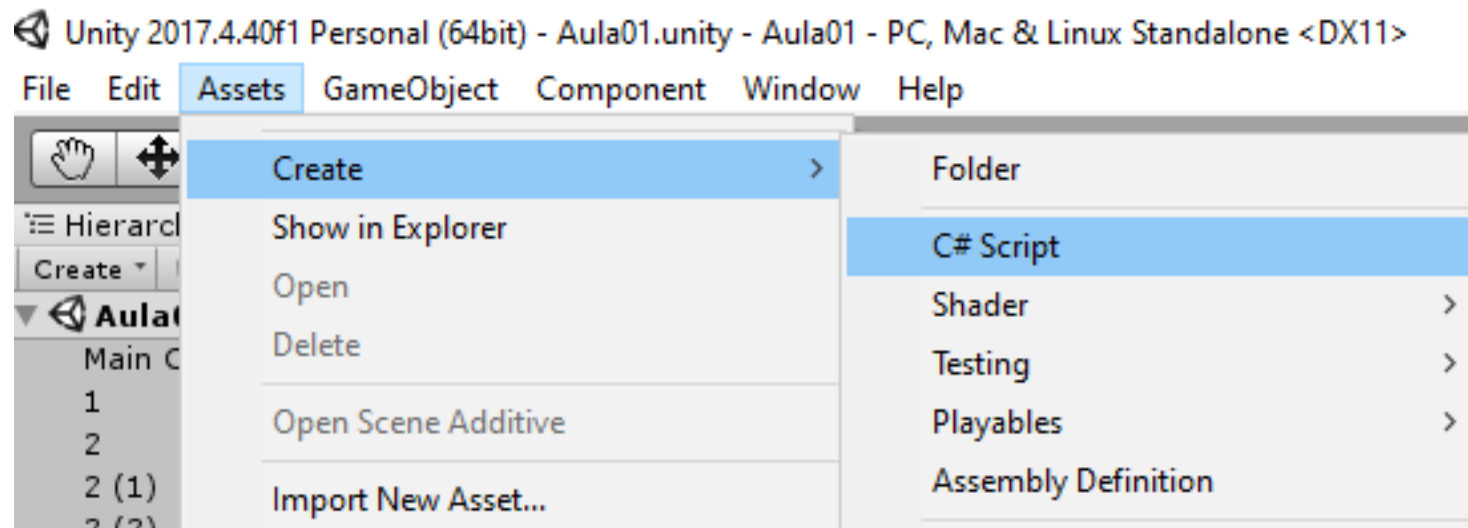 Unity 2017.4.40f1 Personal (64bit) - Aula01.unity - Aula01 - PC, Mac & Linux Standalone <DX11>
File Edit Assets GameObject Component Window Help
Create
Show in Explorer
Open
Delete
Open Scene Additive
Import New Asset...
Folder
C# Script
Shader
Testing
Playables
Assembly Definition
Create
Main
1
2
2 (1)